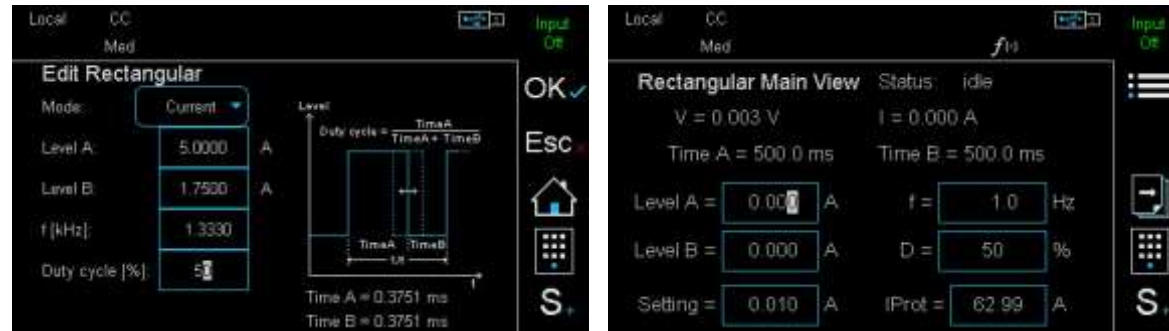 Local CC
Med
Input
Off
Edit Rectangular
Mode: Current
Level A: 5.0000 A
Level B: 1.7500 A
f [kHz]: 1.3330
Duty cycle [%]: 50
Level
Duty cycle = TimeA
TimeA + TimeB
TimeA TimeB
1/f
t
Time A = 0.3751 ms
Time B = 0.3751 ms
OK
Esc
S+
Local CC
Med
Input
Off
Rectangular Main View Status: idle
V = 0.003 V I = 0.000 A
Time A = 500.0 ms Time B = 500.0 ms
Level A = 0.000 A f = 1.0 Hz
Level B = 0.000 A D = 50 %
Setting = 0.010 A IProt = 62.99 A
S+